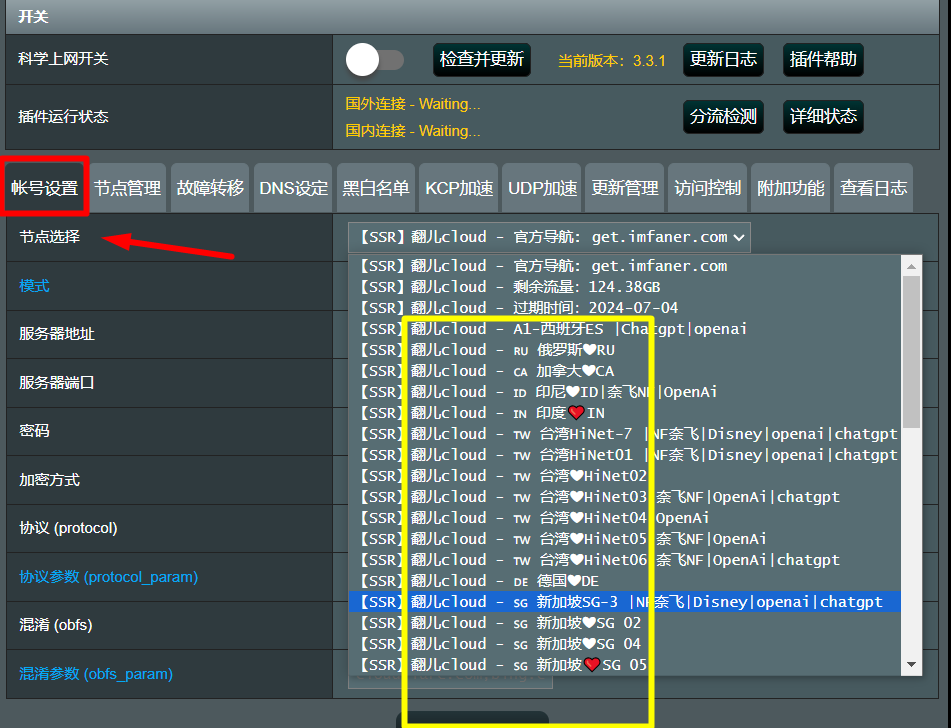 开关
科学上网开关
检查并更新 当前版本：3.3.1 更新日志 插件帮助
插件运行状态
国外连接 - Waiting...
国内连接 - Waiting...
分流检测 详细状态
帐号设置 节点管理 故障转移 DNS设定 黑白名单 KCP加速 UDP加速 更新管理 访问控制 附加功能 查看日志
节点选择
【SSR】翻儿cloud - 官方导航: get.imfaner.com
模式
服务器地址
服务器端口
密码
加密方式
协议 (protocol)
协议参数 (protocol_param)
混淆 (obfs)
混淆参数 (obfs_param)
【SSR】翻儿cloud - 官方导航: get.imfaner.com
【SSR】翻儿cloud - 剩余流量: 124.38GB
【SSR】翻儿cloud - 过期时间: 2024-07-04
【SSR】翻儿cloud - A1-西班牙ES |Chatgpt|openai
【SSR】翻儿cloud - RU 俄罗斯❤RU
【SSR】翻儿cloud - CA 加拿大❤CA
【SSR】翻儿cloud - ID 印尼❤ID|奈飞NF|OpenAi
【SSR】翻儿cloud - IN 印度❤IN
【SSR】翻儿cloud - TW 台湾HiNet-7 |NF奈飞|Disney|openai|chatgpt
【SSR】翻儿cloud - TW 台湾HiNet01 |NF奈飞|Disney|openai|chatgpt
【SSR】翻儿cloud - TW 台湾❤HiNet02
【SSR】翻儿cloud - TW 台湾❤HiNet03|奈飞NF|OpenAi|chatgpt
【SSR】翻儿cloud - TW 台湾❤HiNet04|OpenAi
【SSR】翻儿cloud - TW 台湾❤HiNet05|奈飞NF|OpenAi
【SSR】翻儿cloud - TW 台湾❤HiNet06|奈飞NF|OpenAi|chatgpt
【SSR】翻儿cloud - DE 德国❤DE
【SSR】翻儿cloud - SG 新加坡SG-3 |NF奈飞|Disney|openai|chatgpt
【SSR】翻儿cloud - SG 新加坡❤SG 02
【SSR】翻儿cloud - SG 新加坡❤SG 04
【SSR】翻儿cloud - SG 新加坡❤SG 05